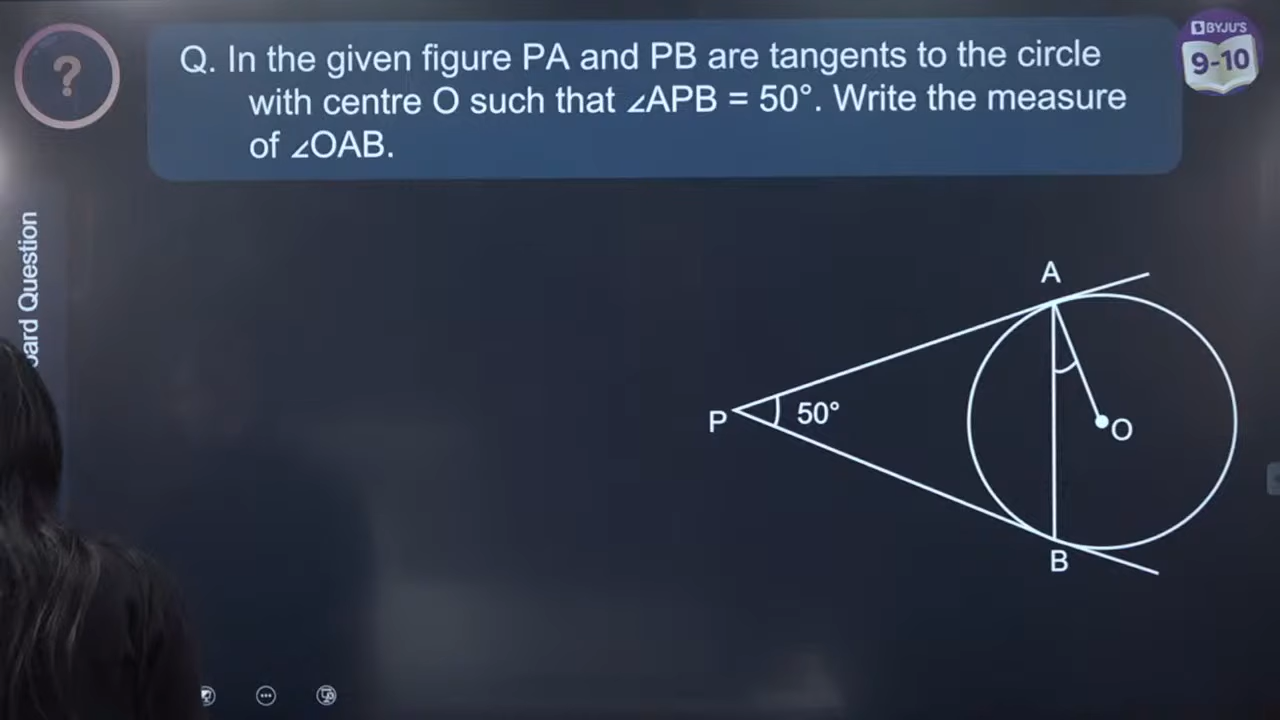 ?
Q. In the given figure PA and PB are tangents to the circle
with centre O such that ∠APB = 50°. Write the measure
of ∠OAB.
BYJU'S
9-10
Question
A
P
50°
O
B